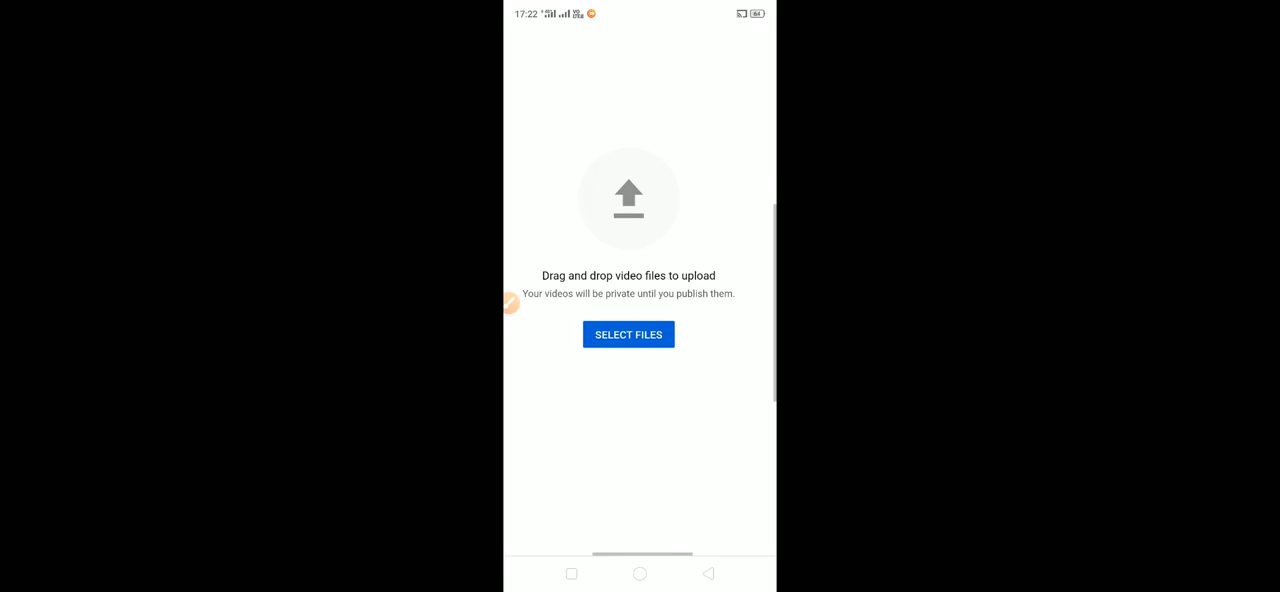 17:22
64
Drag and drop video files to upload
Your videos will be private until you publish them.
SELECT FILES